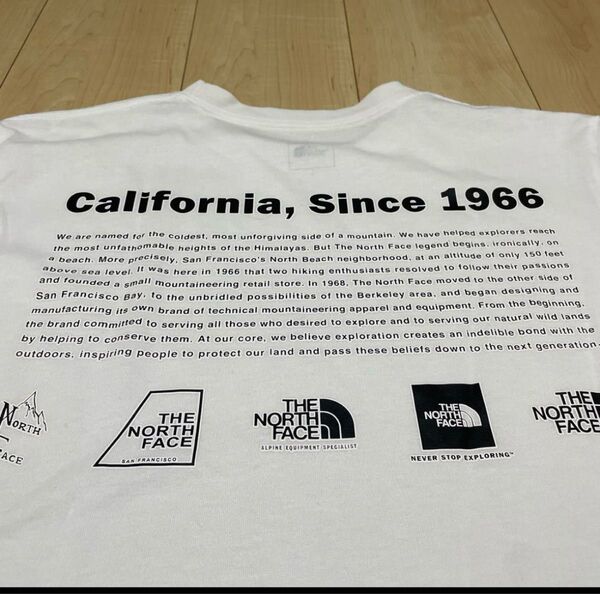 California, Since 1966
We are named for the coldest, most unforgiving side of a mountain. We have helped explorers reach
the most unfathomable heights of the Himalayas. But The North Face legend begins, ironically, on
a beach. More precisely, San Francisco's North Beach neighborhood, at an altitude of only 150 feet
above sea level. It was here in 1966 that two hiking enthusiasts resolved to follow their passions
and founded a small mountaineering retail store. In 1968, The North Face moved to the other side of
San Francisco Bay, to the unbridled possibilities of the Berkeley area, and began designing and
manufacturing its own brand of technical mountaineering apparel and equipment. From the beginning,
the brand committed to serving all those who desired to explore and to serving our natural wild lands
by helping to conserve them. At our core, we believe exploration creates an indelible bond with the
outdoors, inspiring people to protect our land and pass these beliefs down to the next generation.
North
FACE
THE
NORTH
FACE
SAN FRANCISCO
THE
NORTH
FACE
ALPINE EQUIPMENT SPECIALIST
THE
NORTH
FACE
NEVER STOP EXPLORING™
THE
NORTH
FACE